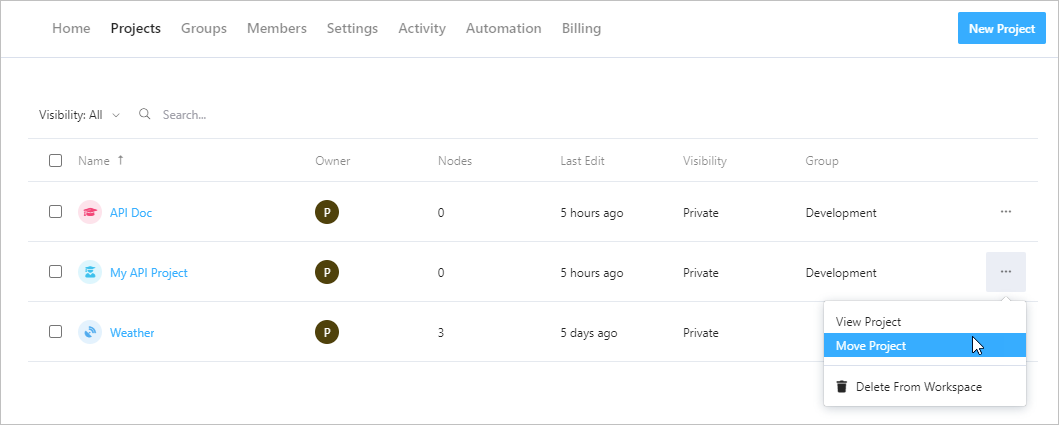 Home Projects Groups Members Settings Activity Automation Billing New Project
Visibility: All Search...
Name ↑ Owner Nodes Last Edit Visibility Group
API Doc P 0 5 hours ago Private Development ...
My API Project P 0 5 hours ago Private Development ...
Weather P 3 5 days ago Private
View Project
Move Project
Delete From Workspace